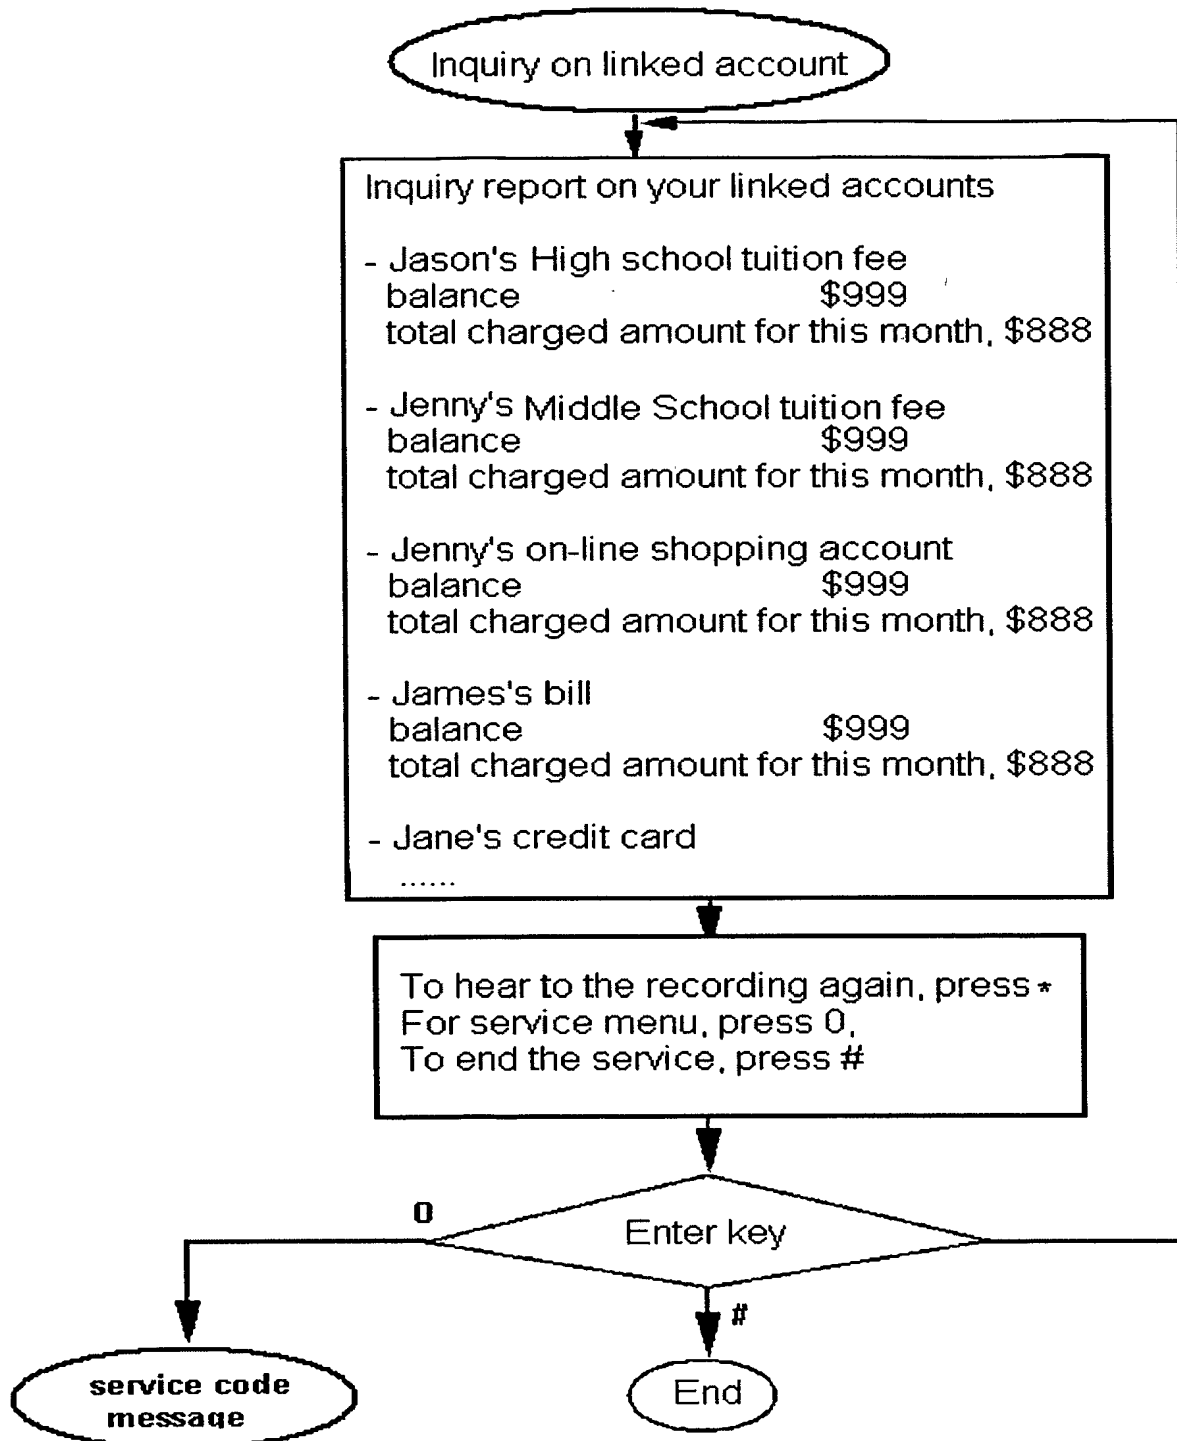 Inquiry on linked account
Inquiry report on your linked accounts
- Jason's High school tuition fee
balance $999
total charged amount for this month, $888
- Jenny's Middle School tuition fee
balance $999
total charged amount for this month, $888
- Jenny's on-line shopping account
balance $999
total charged amount for this month, $888
- James's bill
balance $999
total charged amount for this month, $888
- Jane's credit card
......
To hear to the recording again, press *
For service menu, press 0,
To end the service, press #
0
Enter key
#
service code
message
End